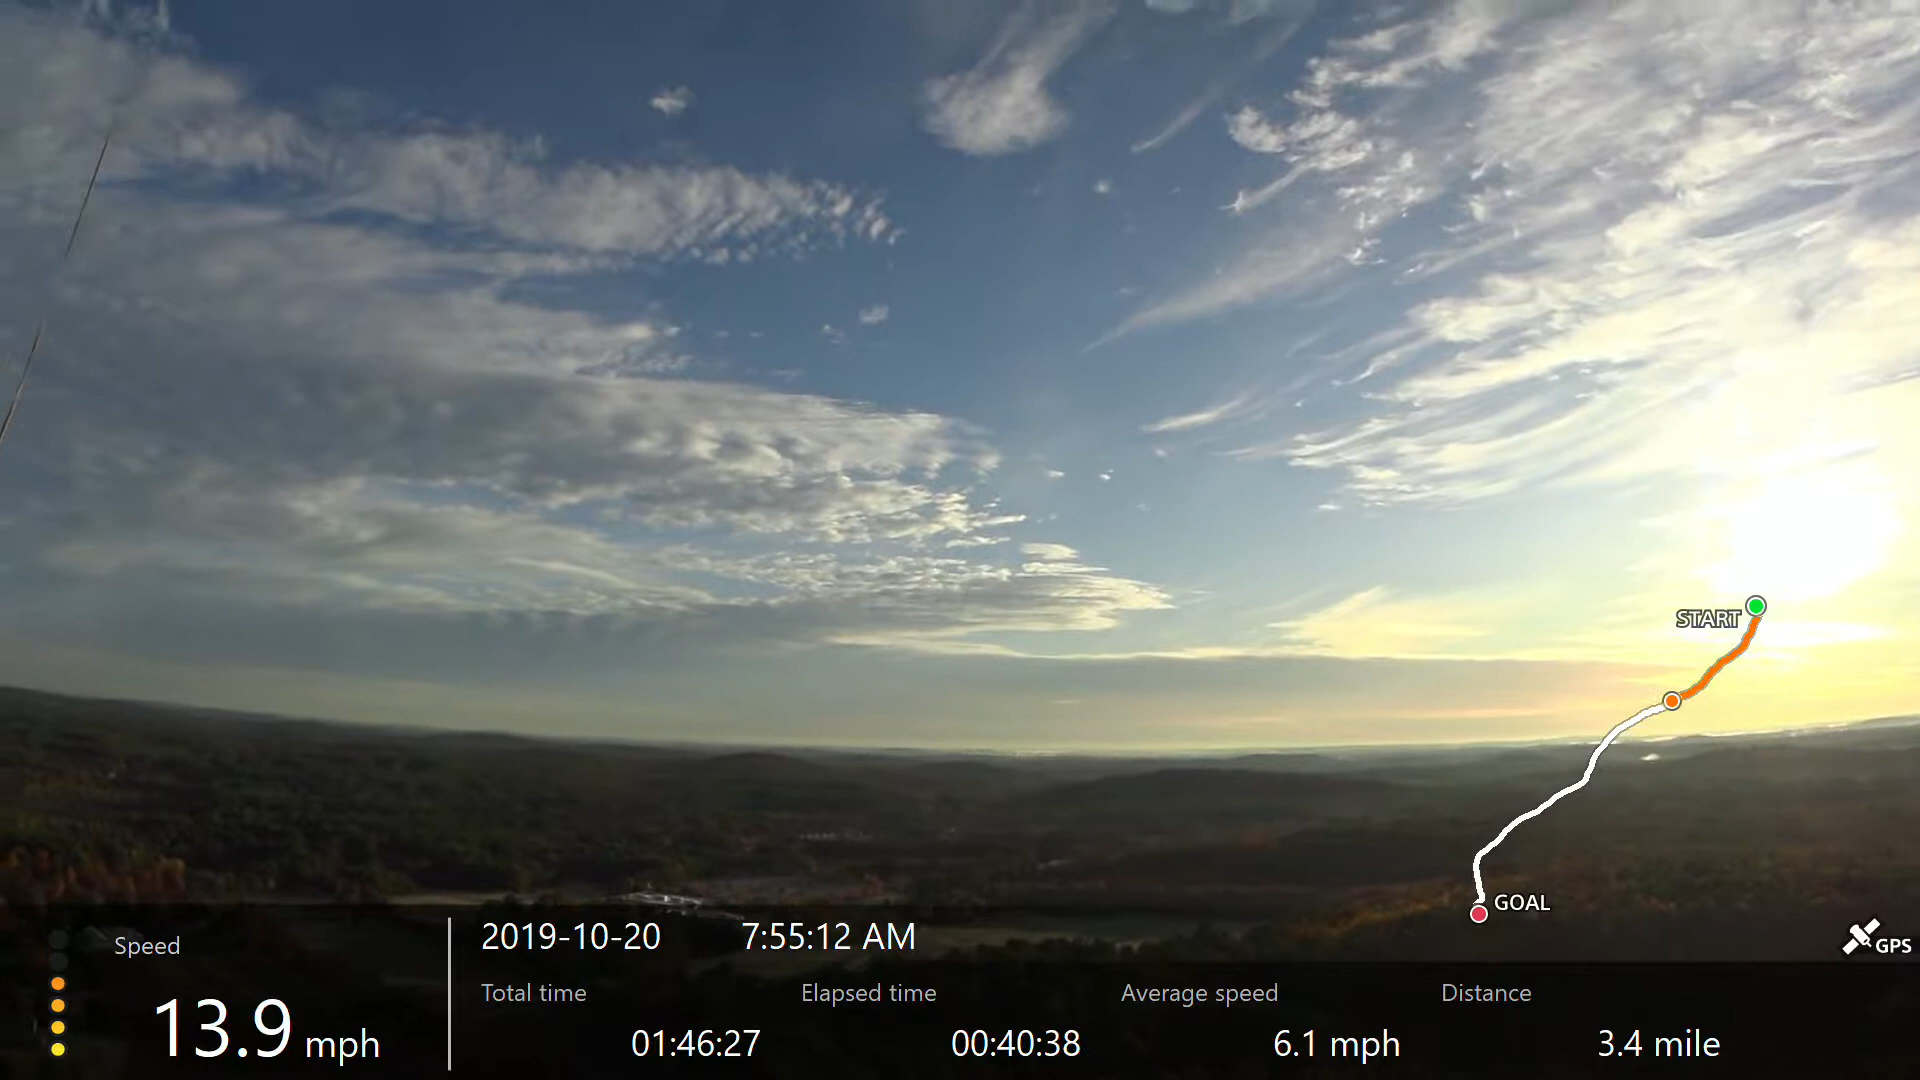 START
GOAL
GPS
Speed
13.9 mph
2019-10-20 7:55:12 AM
Total time Elapsed time Average speed Distance
01:46:27 00:40:38 6.1 mph 3.4 mile